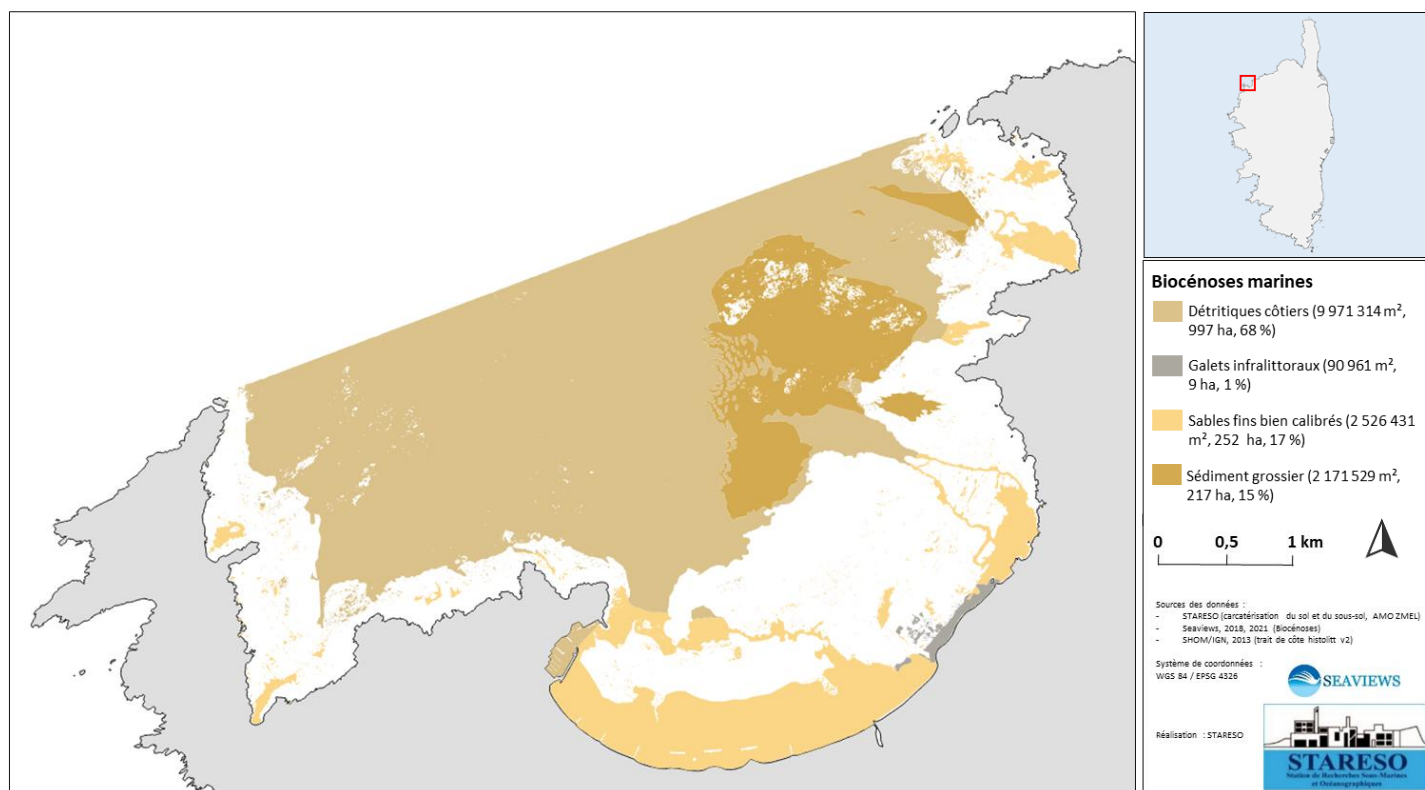 Biocénoses marines
Détritiques côtiers (9 971 314 m²,
997 ha, 68 %)
Galets infralittoraux (90 961 m²,
9 ha, 1 %)
Sables fins bien calibrés (2 526 431
m², 252 ha, 17 %)
Sédiment grossier (2 171 529 m²,
217 ha, 15 %)
0 0,5 1 km
Sources des données :
- STARESO (carcatérisation du sol et du sous-sol, AMO ZMEL)
- Seaviews, 2018, 2021 (Biocénoses)
- SHOM/IGN, 2013 (trait de côte histolitt v2)
Système de coordonnées :
WGS 84 / EPSG 4326
SEAVIEWS
Réalisation : STARESO
STARESO
Station de Recherches Sous-Marines
et Océanographiques